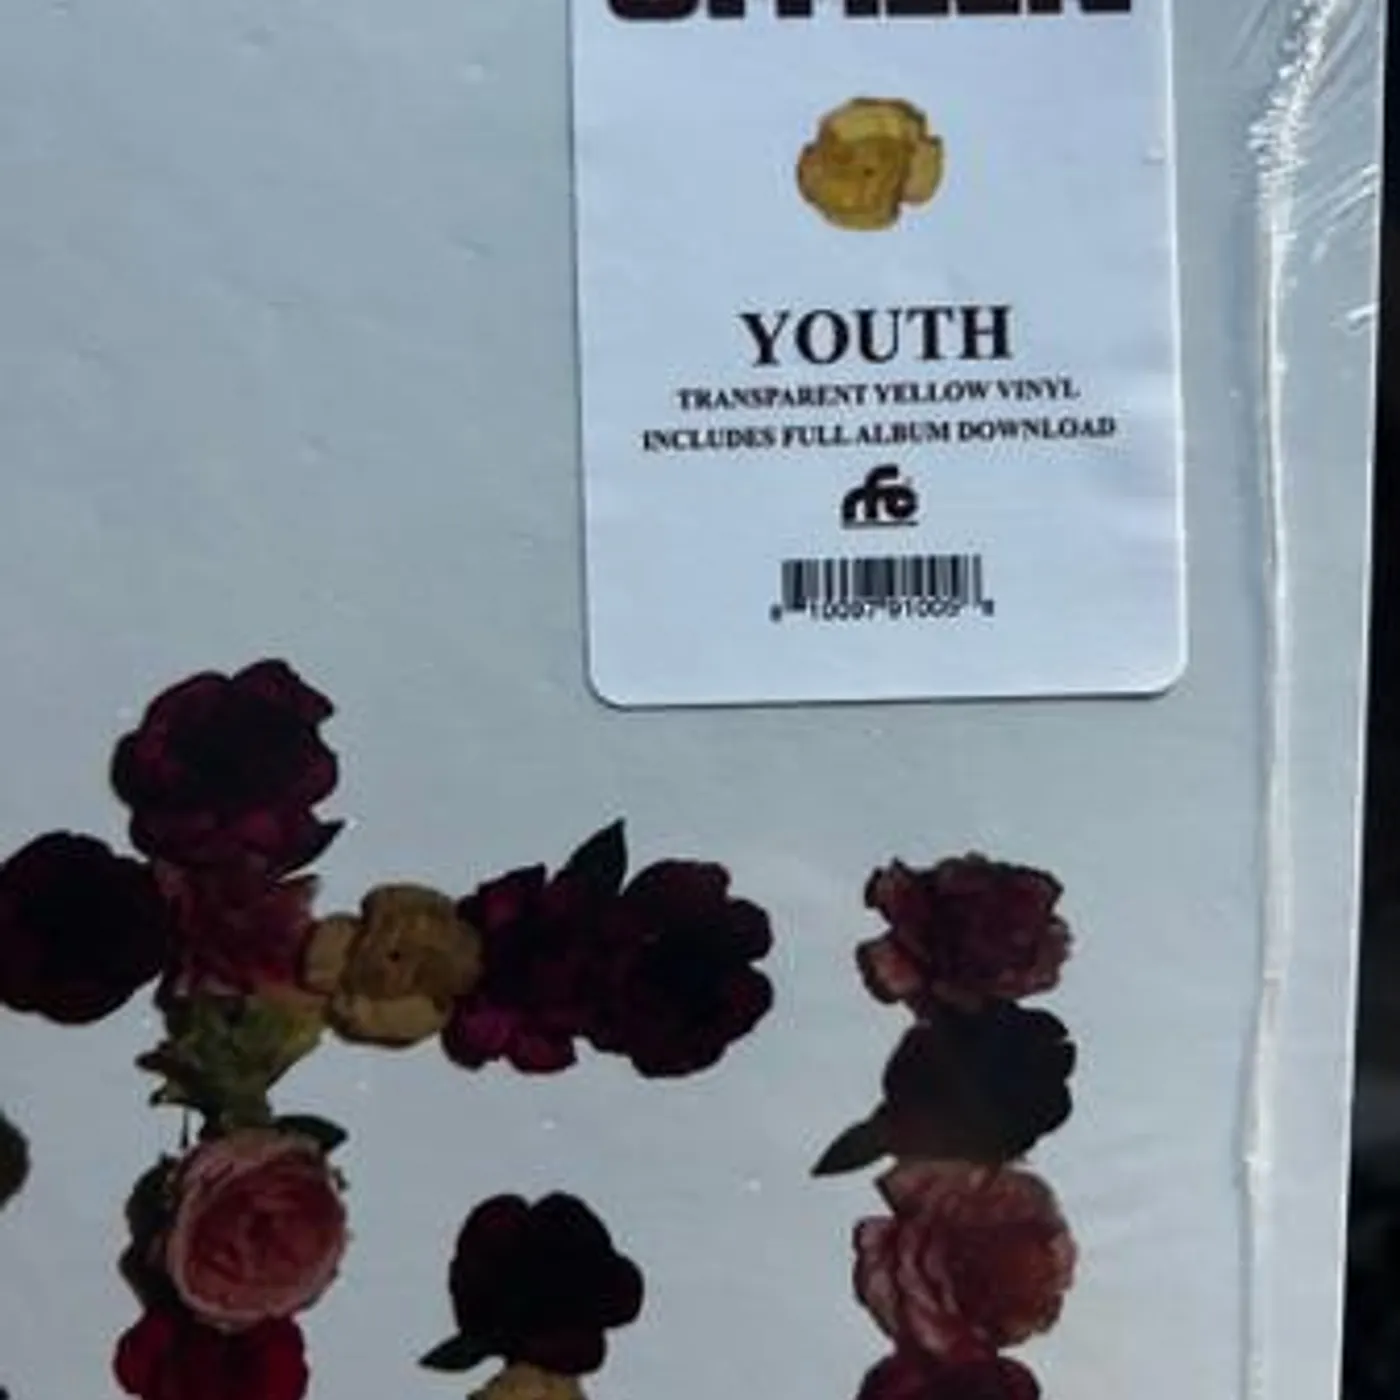 YOUTH
TRANSPARENT YELLOW VINYL
INCLUDES FULL ALBUM DOWNLOAD
rfc